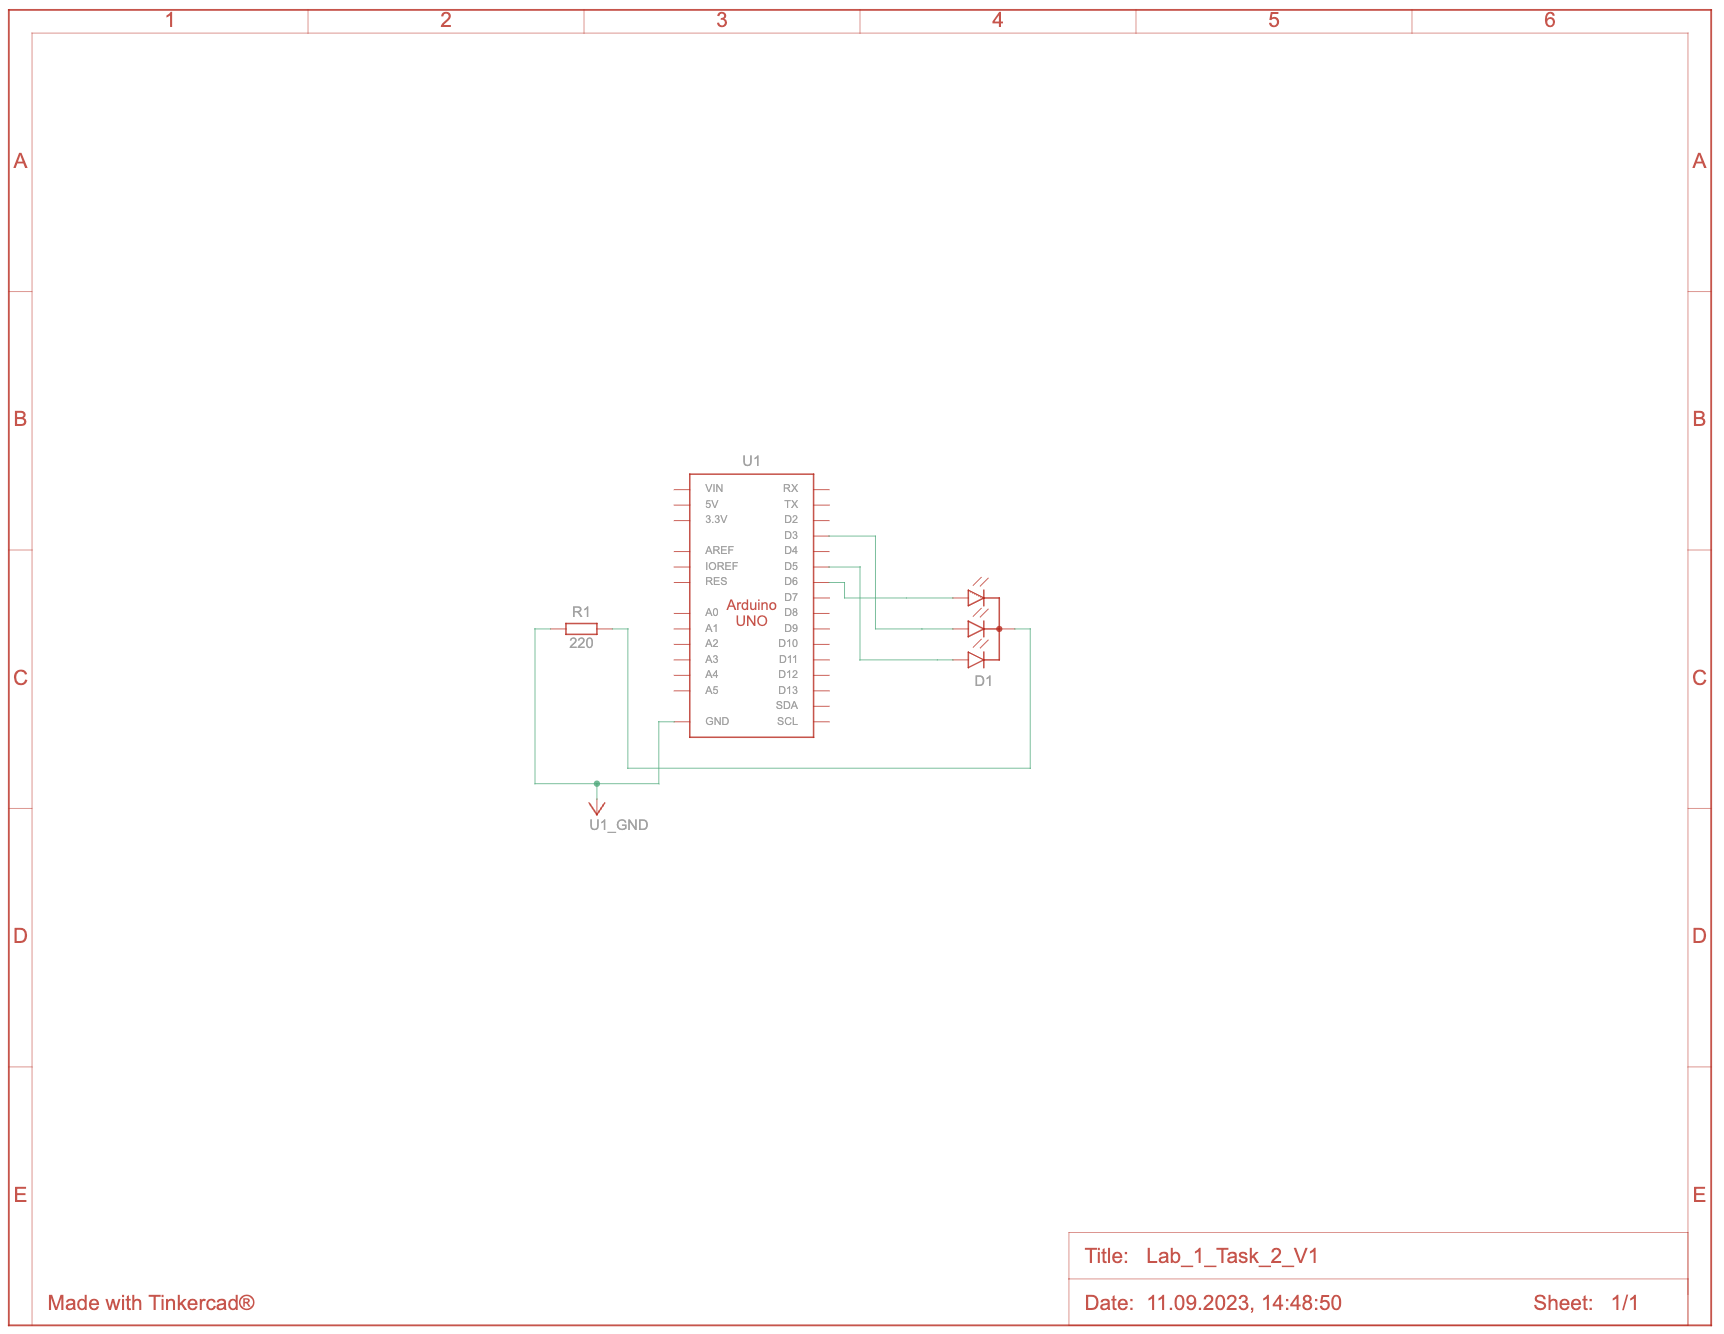 1 2 3 4 5 6
A A
B B
U1
VIN RX
5V TX
3.3V D2
D3
AREF D4
IOREF D5
RES D6
D7
Arduino
UNO
A0 D8
A1 D9
A2 D10
A3 D11
A4 D12
A5 D13
SDA
GND SCL
R1
220
D1
C C
U1_GND
D D
E E
Title: Lab_1_Task_2_V1
Made with Tinkercad®
Date: 11.09.2023, 14:48:50 Sheet: 1/1